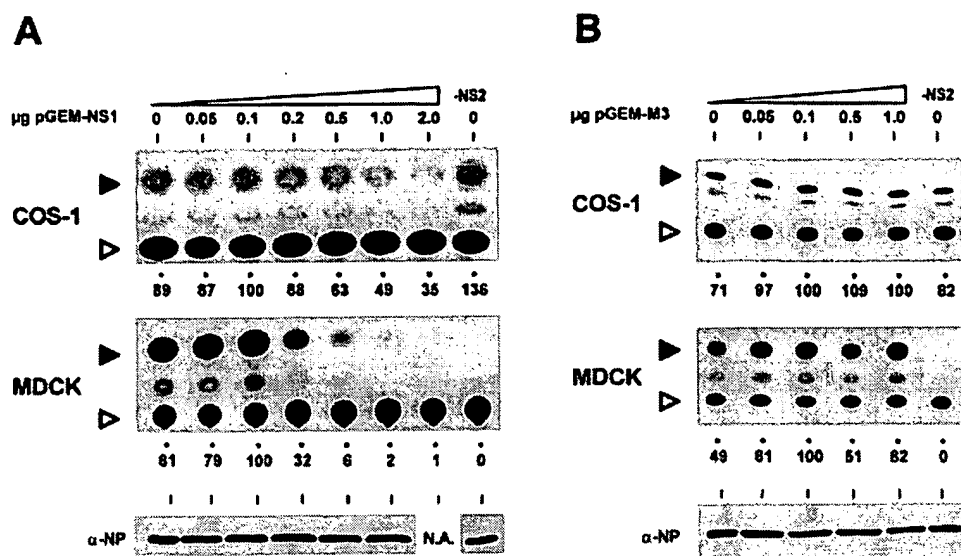 A
-NS2
µg pGEM-NS1 0 0.05 0.1 0.2 0.5 1.0 2.0 0
COS-1
89 87 100 88 63 49 35 136
MDCK
81 79 100 32 6 2 1 0
α-NP N.A.
B
-NS2
µg pGEM-M3 0 0.05 0.1 0.5 1.0 0
COS-1
71 97 100 109 100 82
MDCK
49 81 100 51 82 0
α-NP